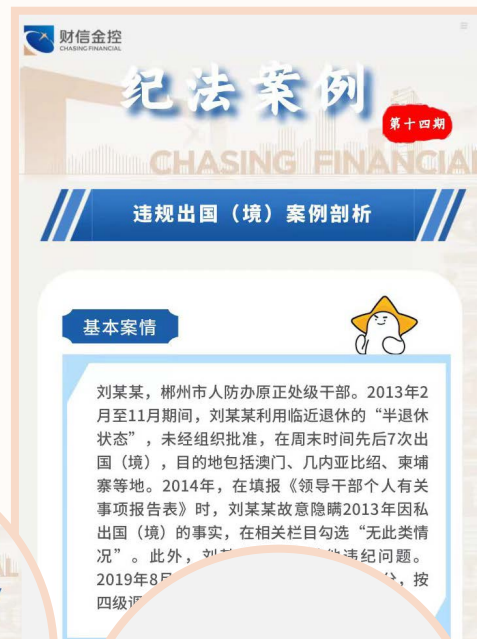 财信金控
CHASING FINANCIAL
纪法案例
第十四期
CHASING FINANCIAL
违规出国（境）案例剖析
基本案情
刘某某，郴州市人防办原正处级干部。2013年2
月至11月期间，刘某某利用临近退休的“半退休
状态”，未经组织批准，在周末时间先后7次出
国（境），目的地包括澳门、几内亚比绍、柬埔
寨等地。2014年，在填报《领导干部个人有关
事项报告表》时，刘某某故意隐瞒2013年因私
出国（境）的事实，在相关栏目勾选“无此类情
况”。此外，刘 违纪问题。
2019年8月 分，按
四级调